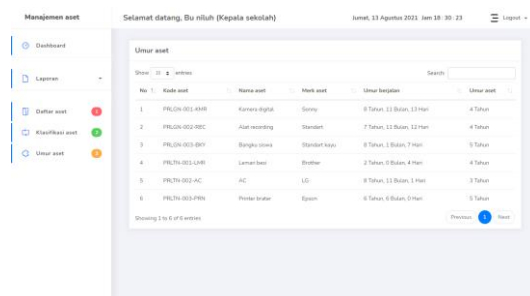 Manajemen aset
Selamat datang, Bu niluh (Kepala sekolah)
Jumat, 13 Agustus 2021 Jam 18 : 30 : 23
Logout
Dashboard
Laporan
Daftar aset
Klasifikasi aset
Umur aset
Umur aset
Show 10 entries
Search:
No Kode aset Nama aset Merk aset Umur berjalan Umur aset
1 PRLGN-001-KMR Kamera digital Sonny 0 Tahun, 11 Bulan, 13 Hari 4 Tahun
2 PRLGN-002-REC Alat recording Standart 7 Tahun, 11 Bulan, 12 Hari 4 Tahun
3 PRLGN-003-BKY Bangku siswa Standart kayu 0 Tahun, 1 Bulan, 7 Hari 5 Tahun
4 PRLTN-001-LMR Lemari besi Brother 2 Tahun, 0 Bulan, 4 Hari 4 Tahun
5 PRLTN-002-AC AC LG 0 Tahun, 11 Bulan, 1 Hari 3 Tahun
6 PRLTN-003-PRN Printer Epson 6 Tahun, 6 Bulan, 0 Hari 5 Tahun
Showing 1 to 6 of 6 entries
Previous 1 Next